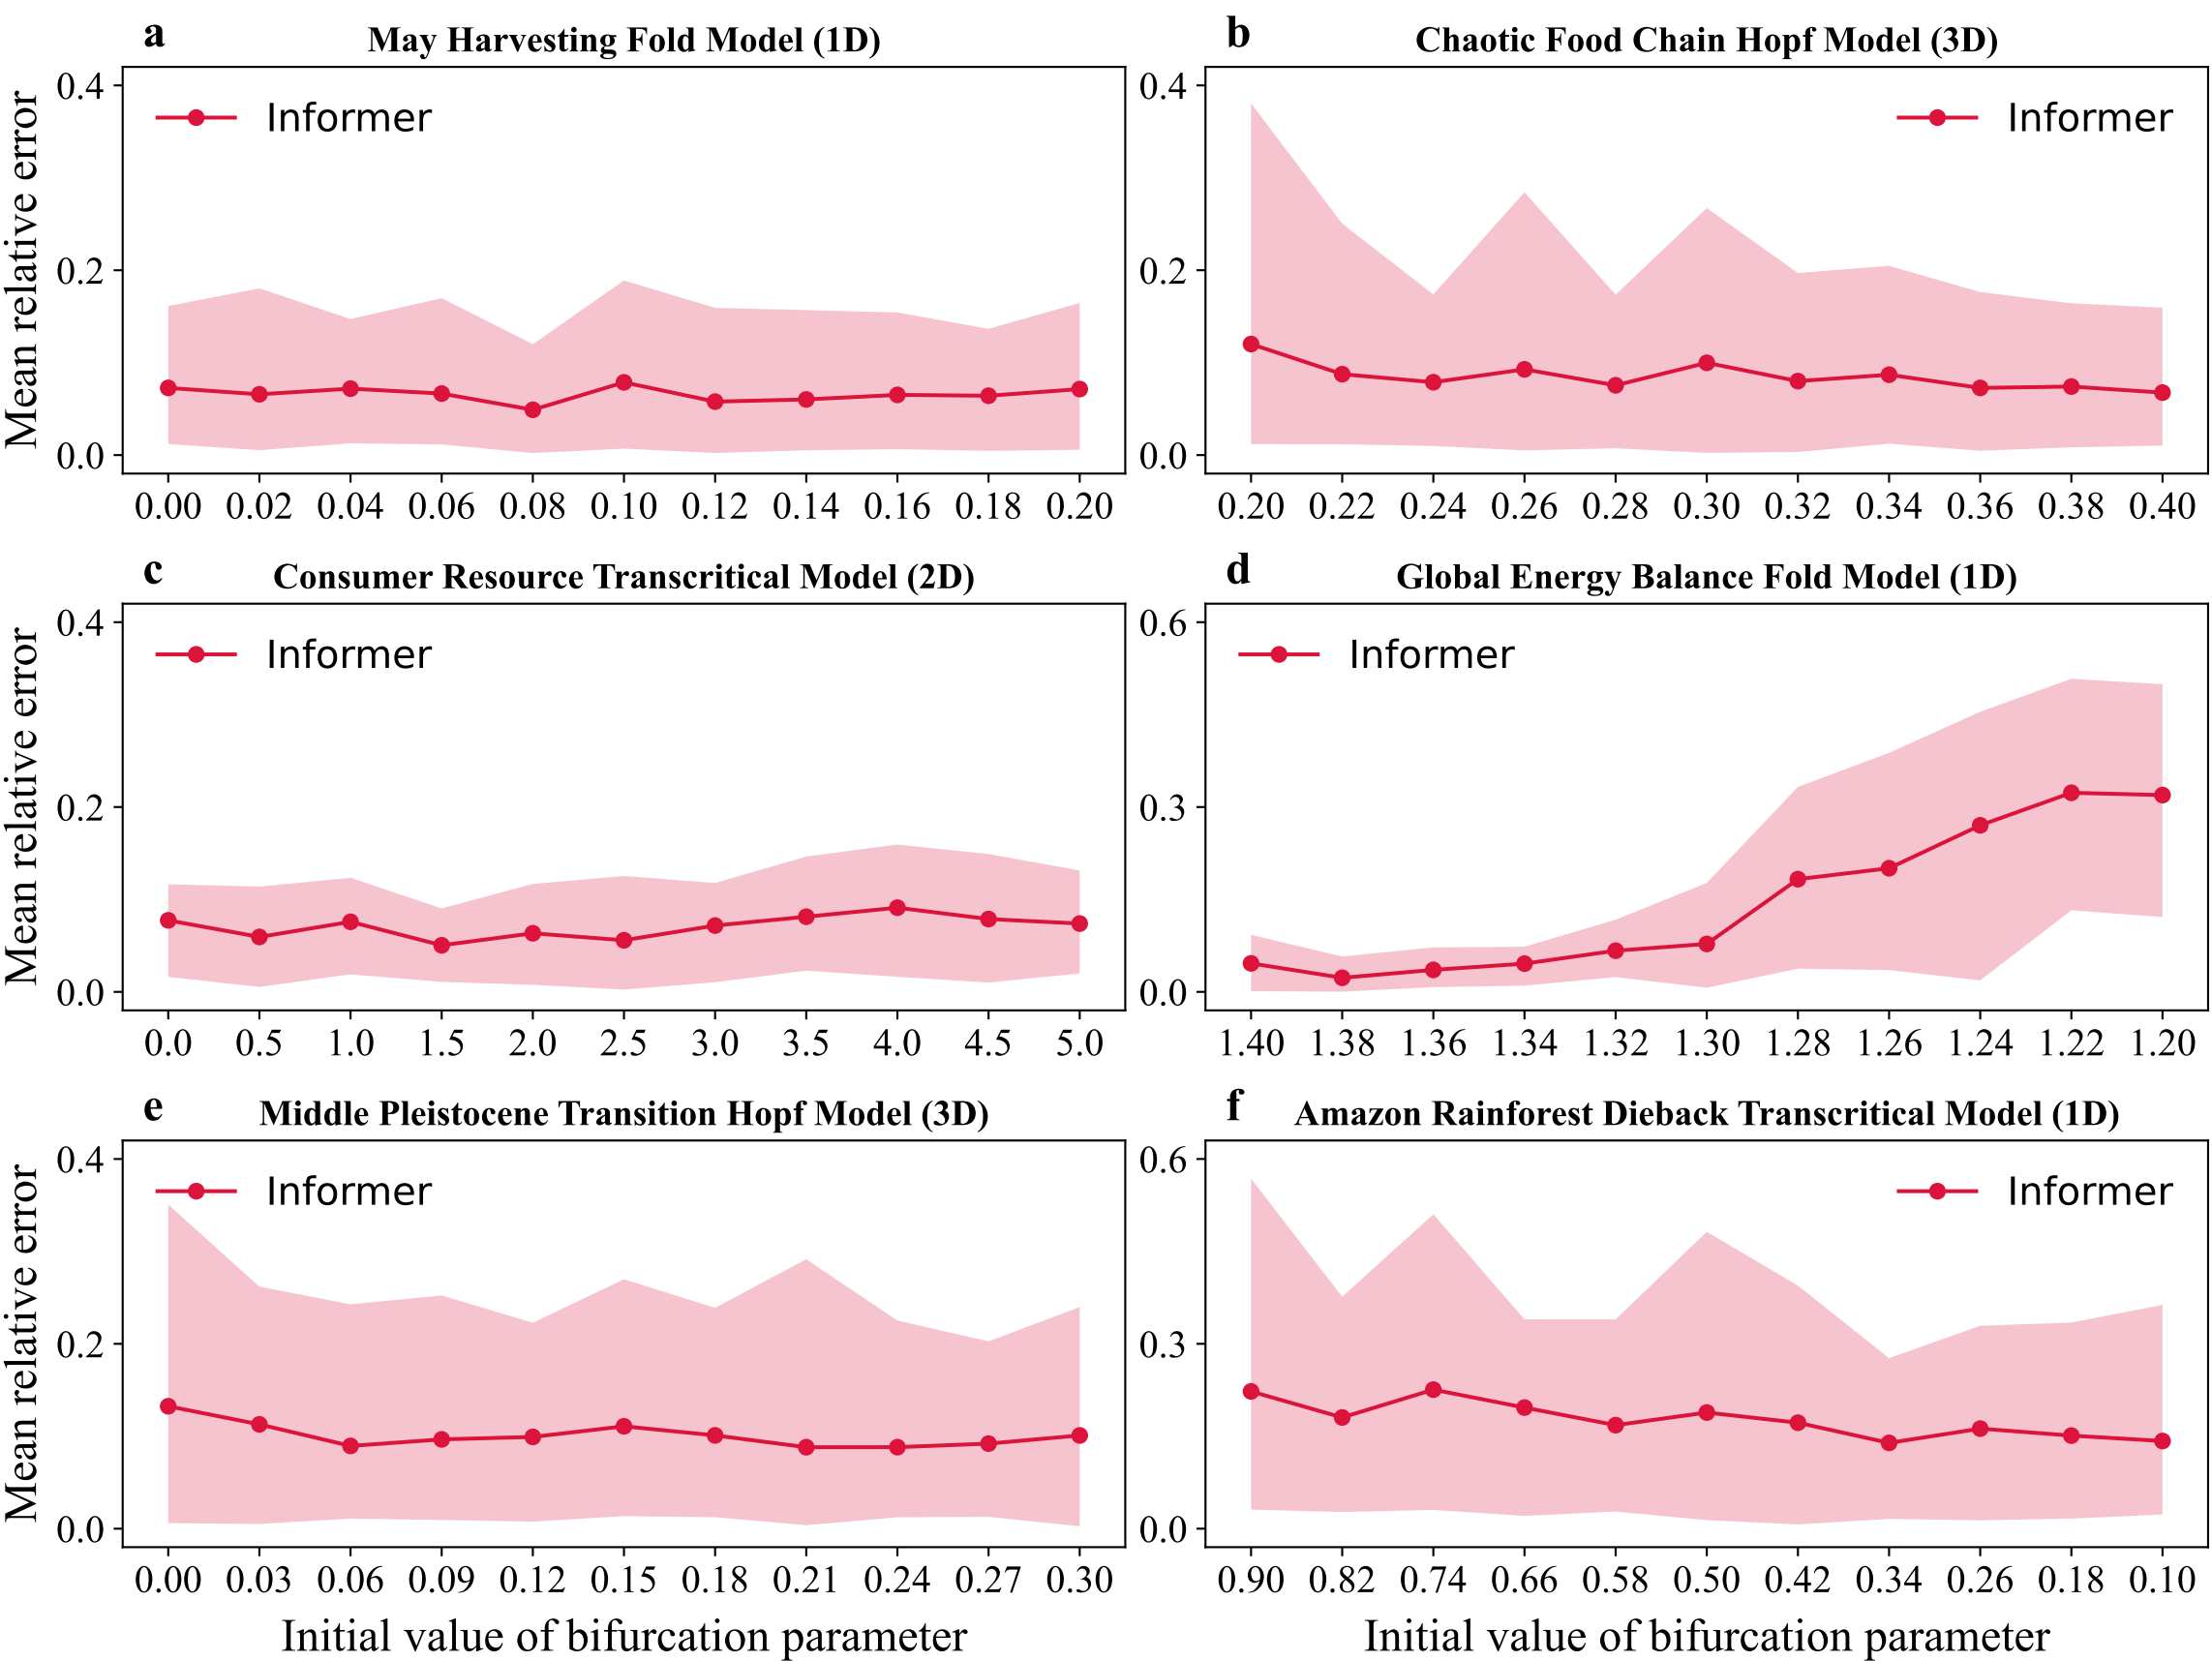 a May Harvesting Fold Model (1D)
Mean relative error
0.4
0.2
0.0
Informer
0.00 0.02 0.04 0.06 0.08 0.10 0.12 0.14 0.16 0.18 0.20
b Chaotic Food Chain Hopf Model (3D)
0.4
0.2
0.0
Informer
0.20 0.22 0.24 0.26 0.28 0.30 0.32 0.34 0.36 0.38 0.40
c Consumer Resource Transcritical Model (2D)
Mean relative error
0.4
0.2
0.0
Informer
0.0 0.5 1.0 1.5 2.0 2.5 3.0 3.5 4.0 4.5 5.0
d Global Energy Balance Fold Model (1D)
0.6
0.3
0.0
Informer
1.40 1.38 1.36 1.34 1.32 1.30 1.28 1.26 1.24 1.22 1.20
e Middle Pleistocene Transition Hopf Model (3D)
Mean relative error
0.4
0.2
0.0
Informer
0.00 0.03 0.06 0.09 0.12 0.15 0.18 0.21 0.24 0.27 0.30
Initial value of bifurcation parameter
f Amazon Rainforest Dieback Transcritical Model (1D)
0.6
0.3
0.0
Informer
0.90 0.82 0.74 0.66 0.58 0.50 0.42 0.34 0.26 0.18 0.10
Initial value of bifurcation parameter